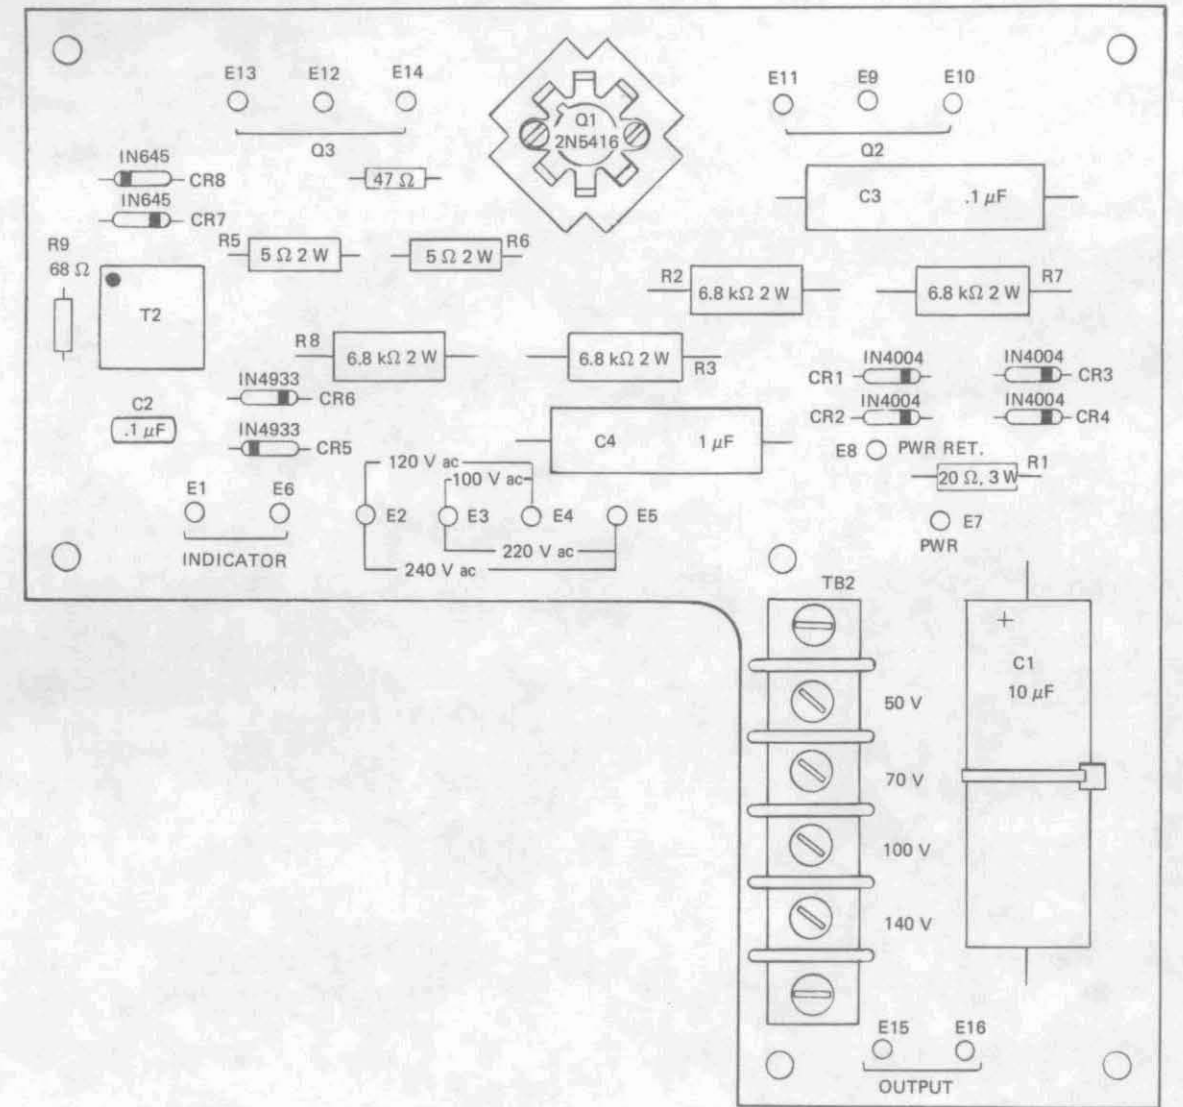 E13 E12 E14
Q3
Q1
2N5416
E11 E9 E10
Q2
IN645
CR8
IN645
CR7
47 Ω
C3 .1 μF
R9
68 Ω
R5
5 Ω 2 W
R6
5 Ω 2 W
T2
R2
6.8 kΩ 2 W
R7
6.8 kΩ 2 W
R8
6.8 kΩ 2 W
6.8 kΩ 2 W
R3
IN4004
CR1
IN4004
CR3
IN4004
CR2
IN4004
CR4
IN4933
CR6
C2
.1 μF
IN4933
CR5
C4 1 μF
E8 PWR RET.
R1
20 Ω, 3 W
120 V ac
100 V ac
E1 E6
INDICATOR
E2 E3 E4 E5
220 V ac
240 V ac
E7
PWR
TB2
+
C1
10 μF
50 V
70 V
100 V
140 V
E15 E16
OUTPUT